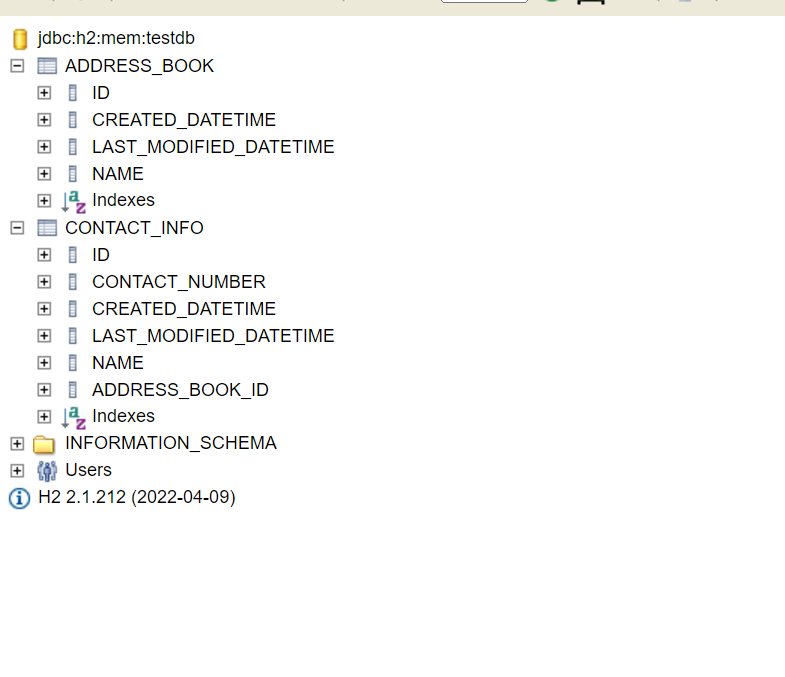 jdbc:h2:mem:testdb
ADDRESS_BOOK
ID
CREATED_DATETIME
LAST_MODIFIED_DATETIME
NAME
Indexes
CONTACT_INFO
ID
CONTACT_NUMBER
CREATED_DATETIME
LAST_MODIFIED_DATETIME
NAME
ADDRESS_BOOK_ID
Indexes
INFORMATION_SCHEMA
Users
H2 2.1.212 (2022-04-09)